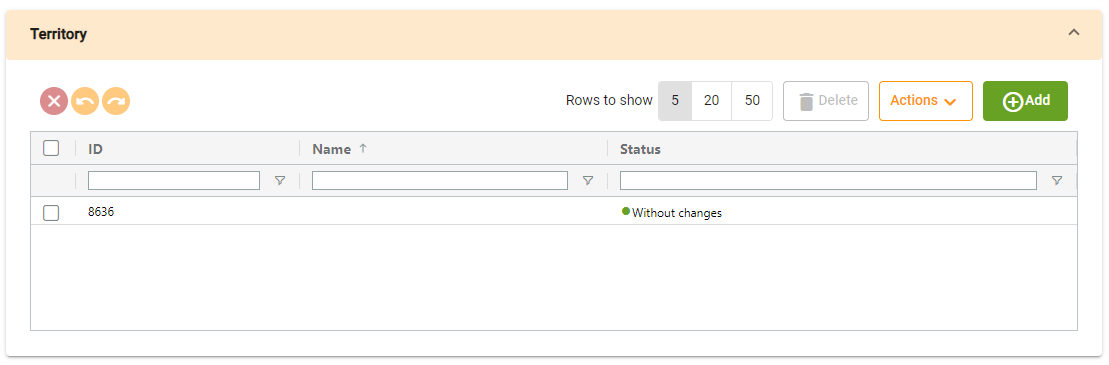 Territory
Rows to show 5 20 50 Delete Actions Add
ID Name Status
8636 Without changes